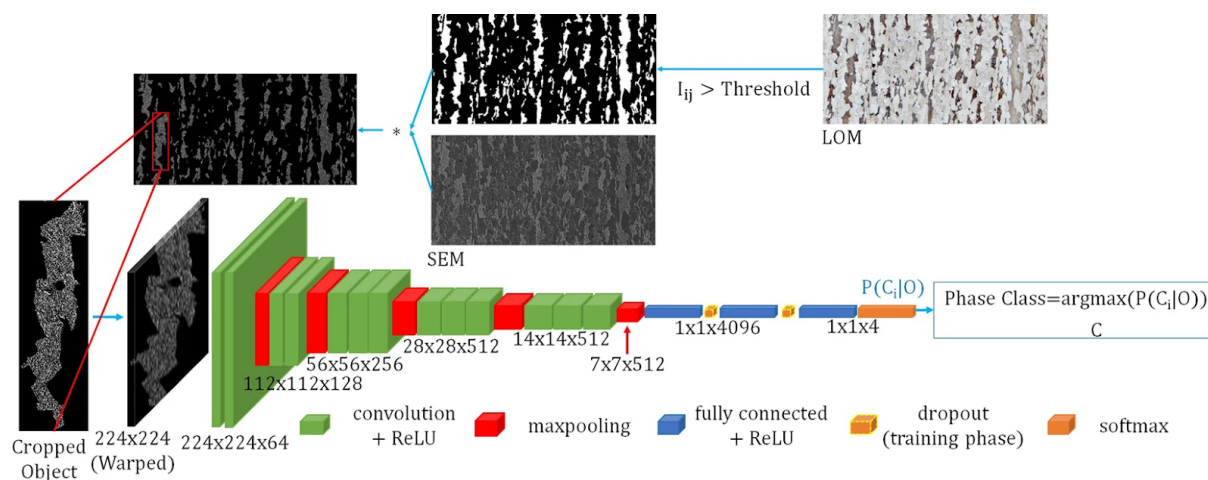 I_ij > Threshold
LOM
*
SEM
P(C_i|O)
Phase Class=argmax(P(C_i|O))
C
1x1x4096
1x1x4
14x14x512
28x28x512
7x7x512
56x56x256
112x112x128
224x224x64
224x224
(Warped)
Cropped
Object
convolution
+ ReLU
maxpooling
fully connected
+ ReLU
dropout
(training phase)
softmax